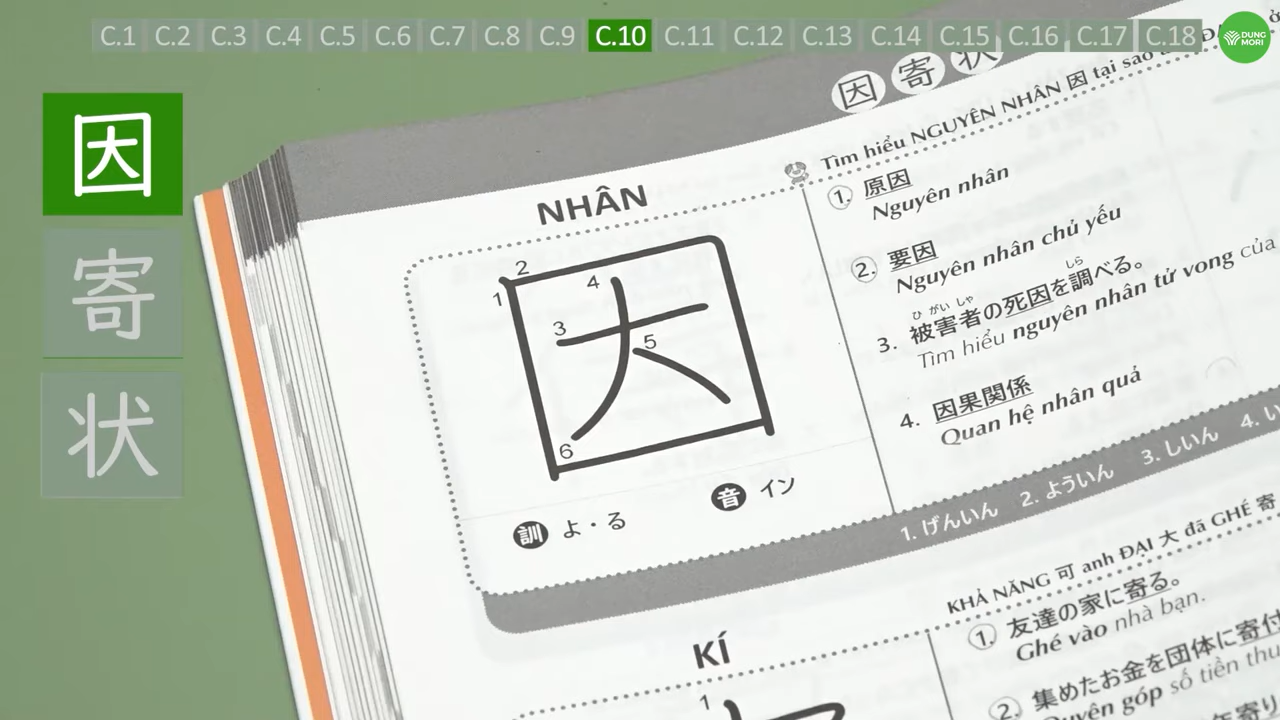 C.1 C.2 C.3 C.4 C.5 C.6 C.7 C.8 C.9 C.10 C.11 C.12 C.13 C.14 C.15 C.16 C.17 C.18
DUNG MORI
因
寄
状
因 寄 状
NHÂN
1 2 3 4 5 6
因
訓 よ・る
音 イン
Tìm hiểu NGUYÊN NHÂN 因 tại sao
1. 原因
Nguyên nhân
2. 要因
Nguyên nhân chủ yếu
3. 被害者の死因を調べる。
ひ がい しゃ しら
Tìm hiểu nguyên nhân tử vong của
4. 因果関係
Quan hệ nhân quả
1. げんいん 2. よういん 3. しいん 4. い
KÍ
1
KHẢ NĂNG 可 anh ĐẠI 大 đã GHÉ 寄
1 友達の家に寄る。
Ghé vào nhà bạn.
2. 集めたお金を団体に寄付
Quyên góp số tiền thu